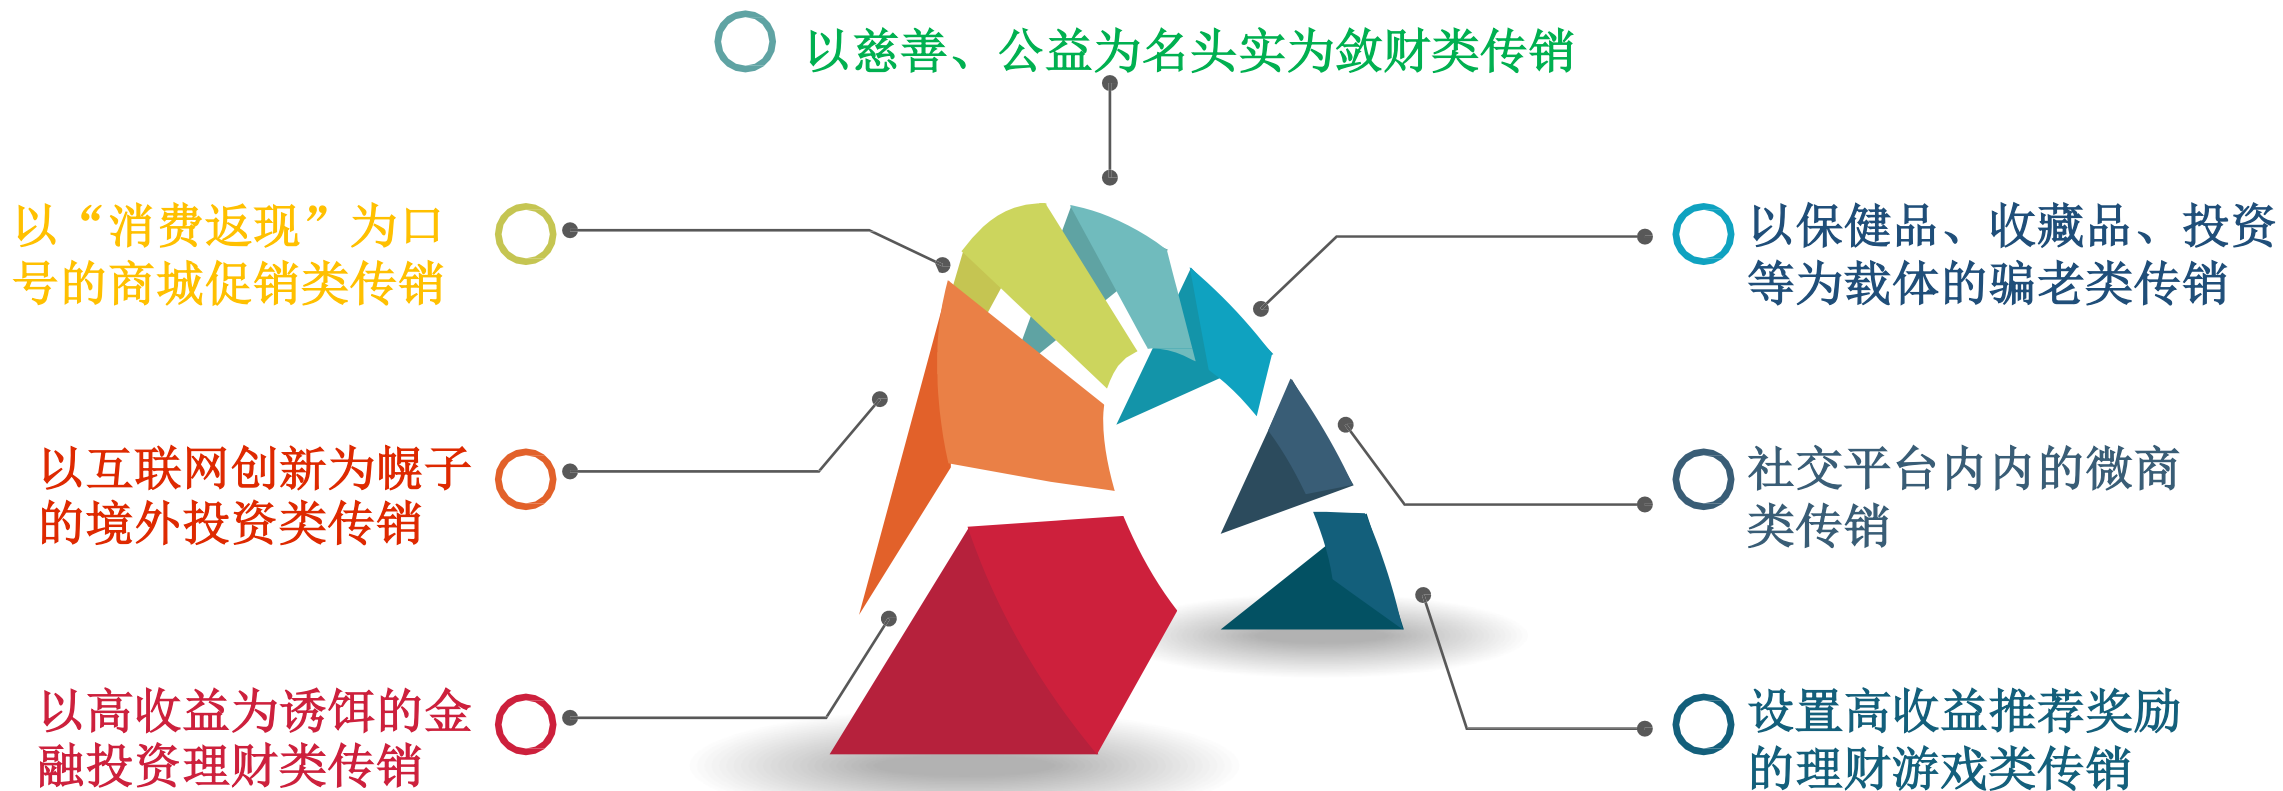 以慈善、公益为名头实为敛财类传销
以“消费返现”为口
号的商城促销类传销
以互联网创新为幌子
的境外投资类传销
以高收益为诱饵的金
融投资理财类传销
以保健品、收藏品、投资
等为载体的骗老类传销
社交平台内内的微商
类传销
设置高收益推荐奖励
的理财游戏类传销